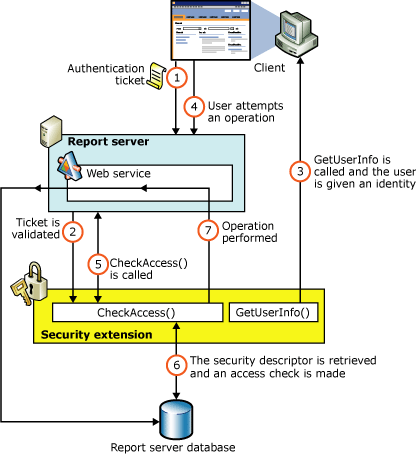 Client
Authentication
ticket
1
4
User attempts
an operation
Report server
Web service
3
GetUserInfo is
called and the user
is given an identity
Ticket is
validated
2
5
CheckAccess()
is called
7
Operation
performed
CheckAccess()
GetUserInfo()
Security extension
6
The security descriptor is retrieved
and an access check is made
Report server database